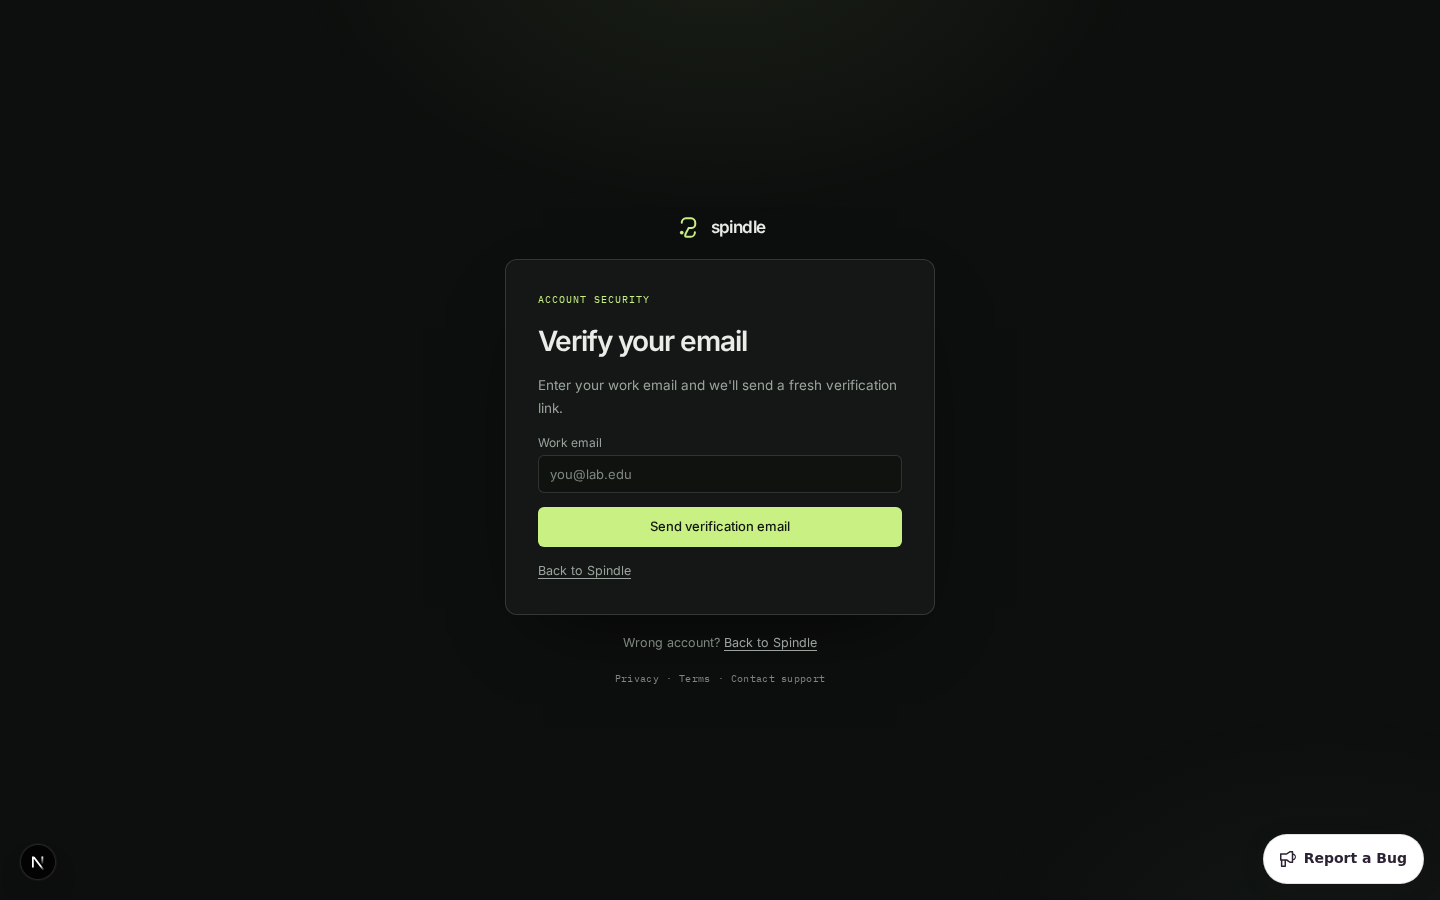 spindle
ACCOUNT SECURITY
Verify your email
Enter your work email and we'll send a fresh verification
link.
Work email
you@lab.edu
Send verification email
Back to Spindle
Wrong account? Back to Spindle
Privacy · Terms · Contact support
N
Report a Bug